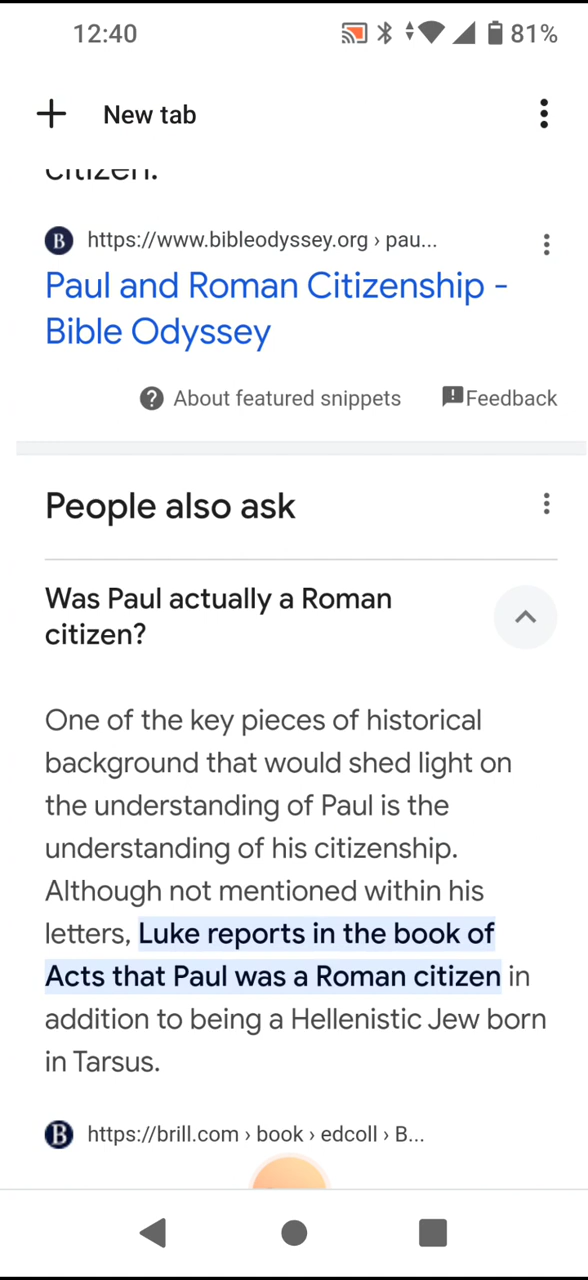 12:40
81%
New tab
citizen.
B
https://www.bibleodyssey.org › pau...
Paul and Roman Citizenship -
Bible Odyssey
About featured snippets
Feedback
People also ask
Was Paul actually a Roman
citizen?
One of the key pieces of historical
background that would shed light on
the understanding of Paul is the
understanding of his citizenship.
Although not mentioned within his
letters, Luke reports in the book of
Acts that Paul was a Roman citizen in
addition to being a Hellenistic Jew born
in Tarsus.
B
https://brill.com › book › edcoll › B...